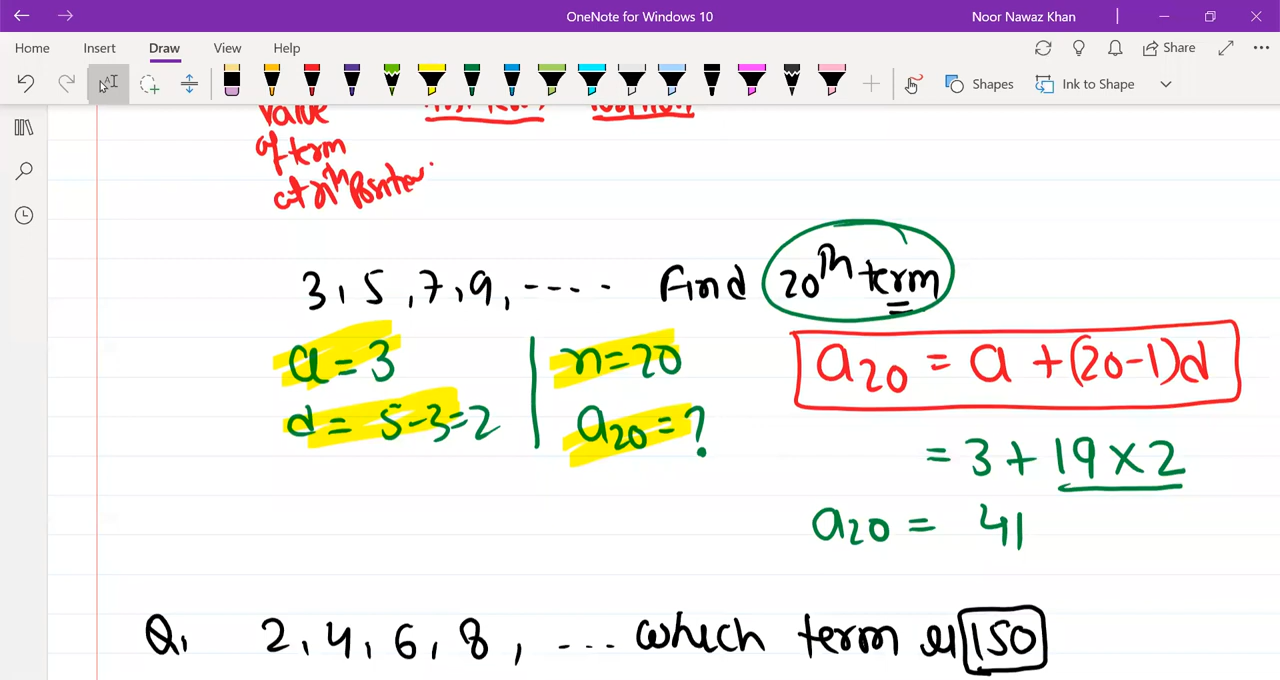 OneNote for Windows 10
Noor Nawaz Khan
Home Insert Draw View Help
Share
Shapes
Ink to Shape
value
of term
at nth Position
3, 5, 7, 9, ---- Find 20th term
a = 3
d = 5-3=2
n=20
a20 = ?
a20 = a + (20-1)d
= 3 + 19 × 2
a20 = 41
Q, 2, 4, 6, 8, ... which term 150